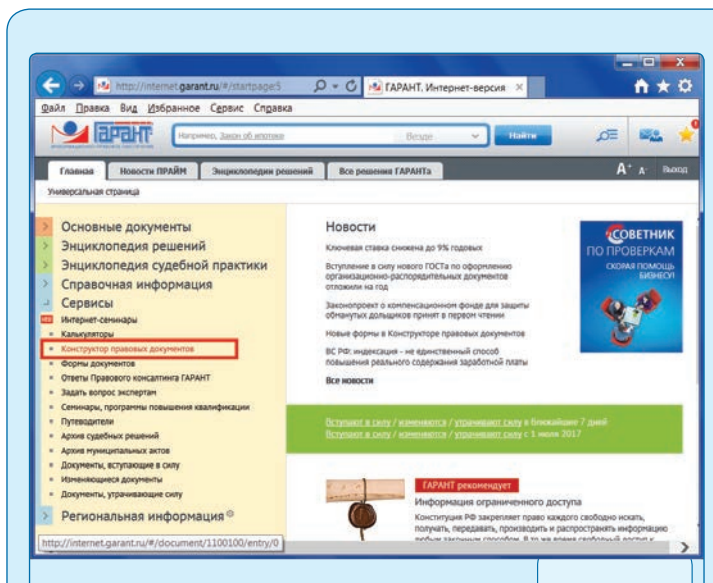 http://internet.garant.ru/#/startpage:5
ГАРАНТ. Интернет-версия
Файл Правка Вид Избранное Сервис Справка
ГАРАНТ
Например, Закон об ипотеке
Везде
Найти
Главная
Новости ПРАЙМ
Энциклопедии решений
Все решения ГАРАНТа
А+ А- Выход
Универсальная страница
Основные документы
Энциклопедия решений
Энциклопедия судебной практики
Справочная информация
Сервисы
Интернет-семинары
Калькуляторы
Конструктор правовых документов
Формы документов
Ответы Правового консалтинга ГАРАНТ
Задать вопрос экспертам
Семинары, программы повышения квалификации
Путеводители
Архив судебных решений
Архив муниципальных актов
Документы, вступающие в силу
Изменяющиеся документы
Документы, утрачивающие силу
Региональная информация
http://internet.garant.ru/#/document/1100100/entry/0
Новости
Ключевая ставка снижена до 9% годовых
Вступление в силу нового ГОСТа по оформлению
организационно-распорядительных документов
отложили на год
Законопроект о компенсационном фонде для защиты
обманутых дольщиков принят в первом чтении
Новые формы в Конструкторе правовых документов
ВС РФ: индексация - не единственный способ
повышения реального содержания заработной платы
Все новости
СОВЕТНИК
ПО ПРОВЕРКАМ
СКОРАЯ ПОМОЩЬ
БИЗНЕСУ!
Вступают в силу / изменяются / утрачивают силу в ближайшие 7 дней
Вступают в силу / изменяются / утрачивают силу с 1 июля 2017
ГАРАНТ рекомендует
Информация ограниченного доступа
Конституция РФ закрепляет право каждого свободно искать,
получать, передавать, производить и распространять информацию
любым законным способом. В то же время свободный доступ к